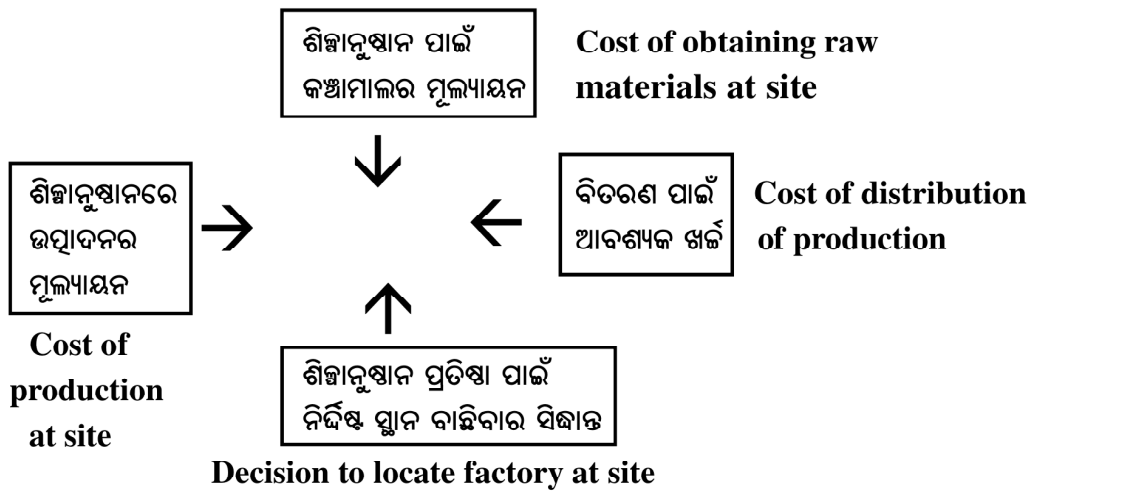 ଶିଳ୍ପାନୁଷ୍ଠାନ ପାଇଁ
କଞ୍ଚାମାଲର ମୂଲ୍ୟାୟନ
Cost of obtaining raw
materials at site
ଶିଳ୍ପାନୁଷ୍ଠାନରେ
ଉତ୍ପାଦନର
ମୂଲ୍ୟାୟନ
Cost of
production
at site
ବିତରଣ ପାଇଁ
ଆବଶ୍ୟକ ଖର୍ଚ୍ଚ
Cost of distribution
of production
ଶିଳ୍ପାନୁଷ୍ଠାନ ପ୍ରତିଷ୍ଠା ପାଇଁ
ନିର୍ଦ୍ଦିଷ୍ଟ ସ୍ଥାନ ବାଛିବାର ସିଦ୍ଧାନ୍ତ
Decision to locate factory at site